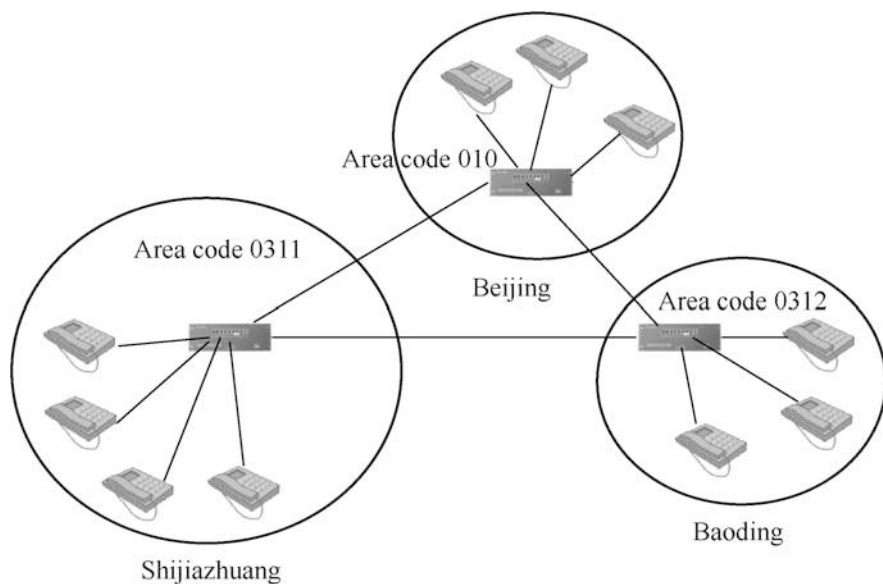 Area code 010
Area code 0311
Beijing
Area code 0312
Baoding
Shijiazhuang